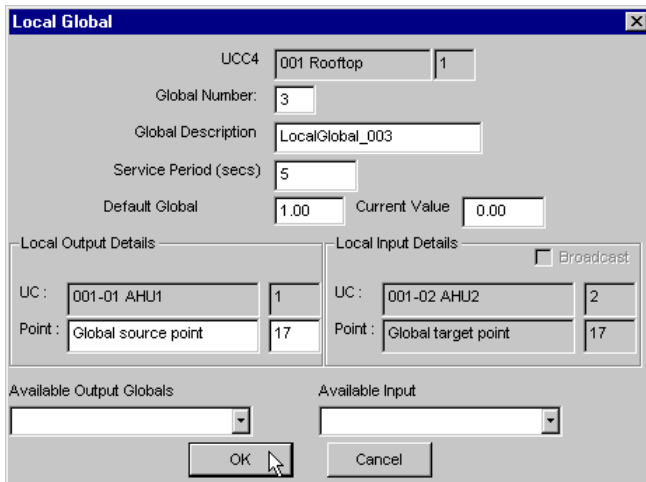 Local Global
UCC4 001 Rooftop 1
Global Number: 3
Global Description LocalGlobal_003
Service Period (secs) 5
Default Global 1.00 Current Value 0.00
Local Output Details
UC : 001-01 AHU1 1
Point : Global source point 17
Local Input Details
Broadcast
UC : 001-02 AHU2 2
Point : Global target point 17
Available Output Globals
Available Input
OK
Cancel